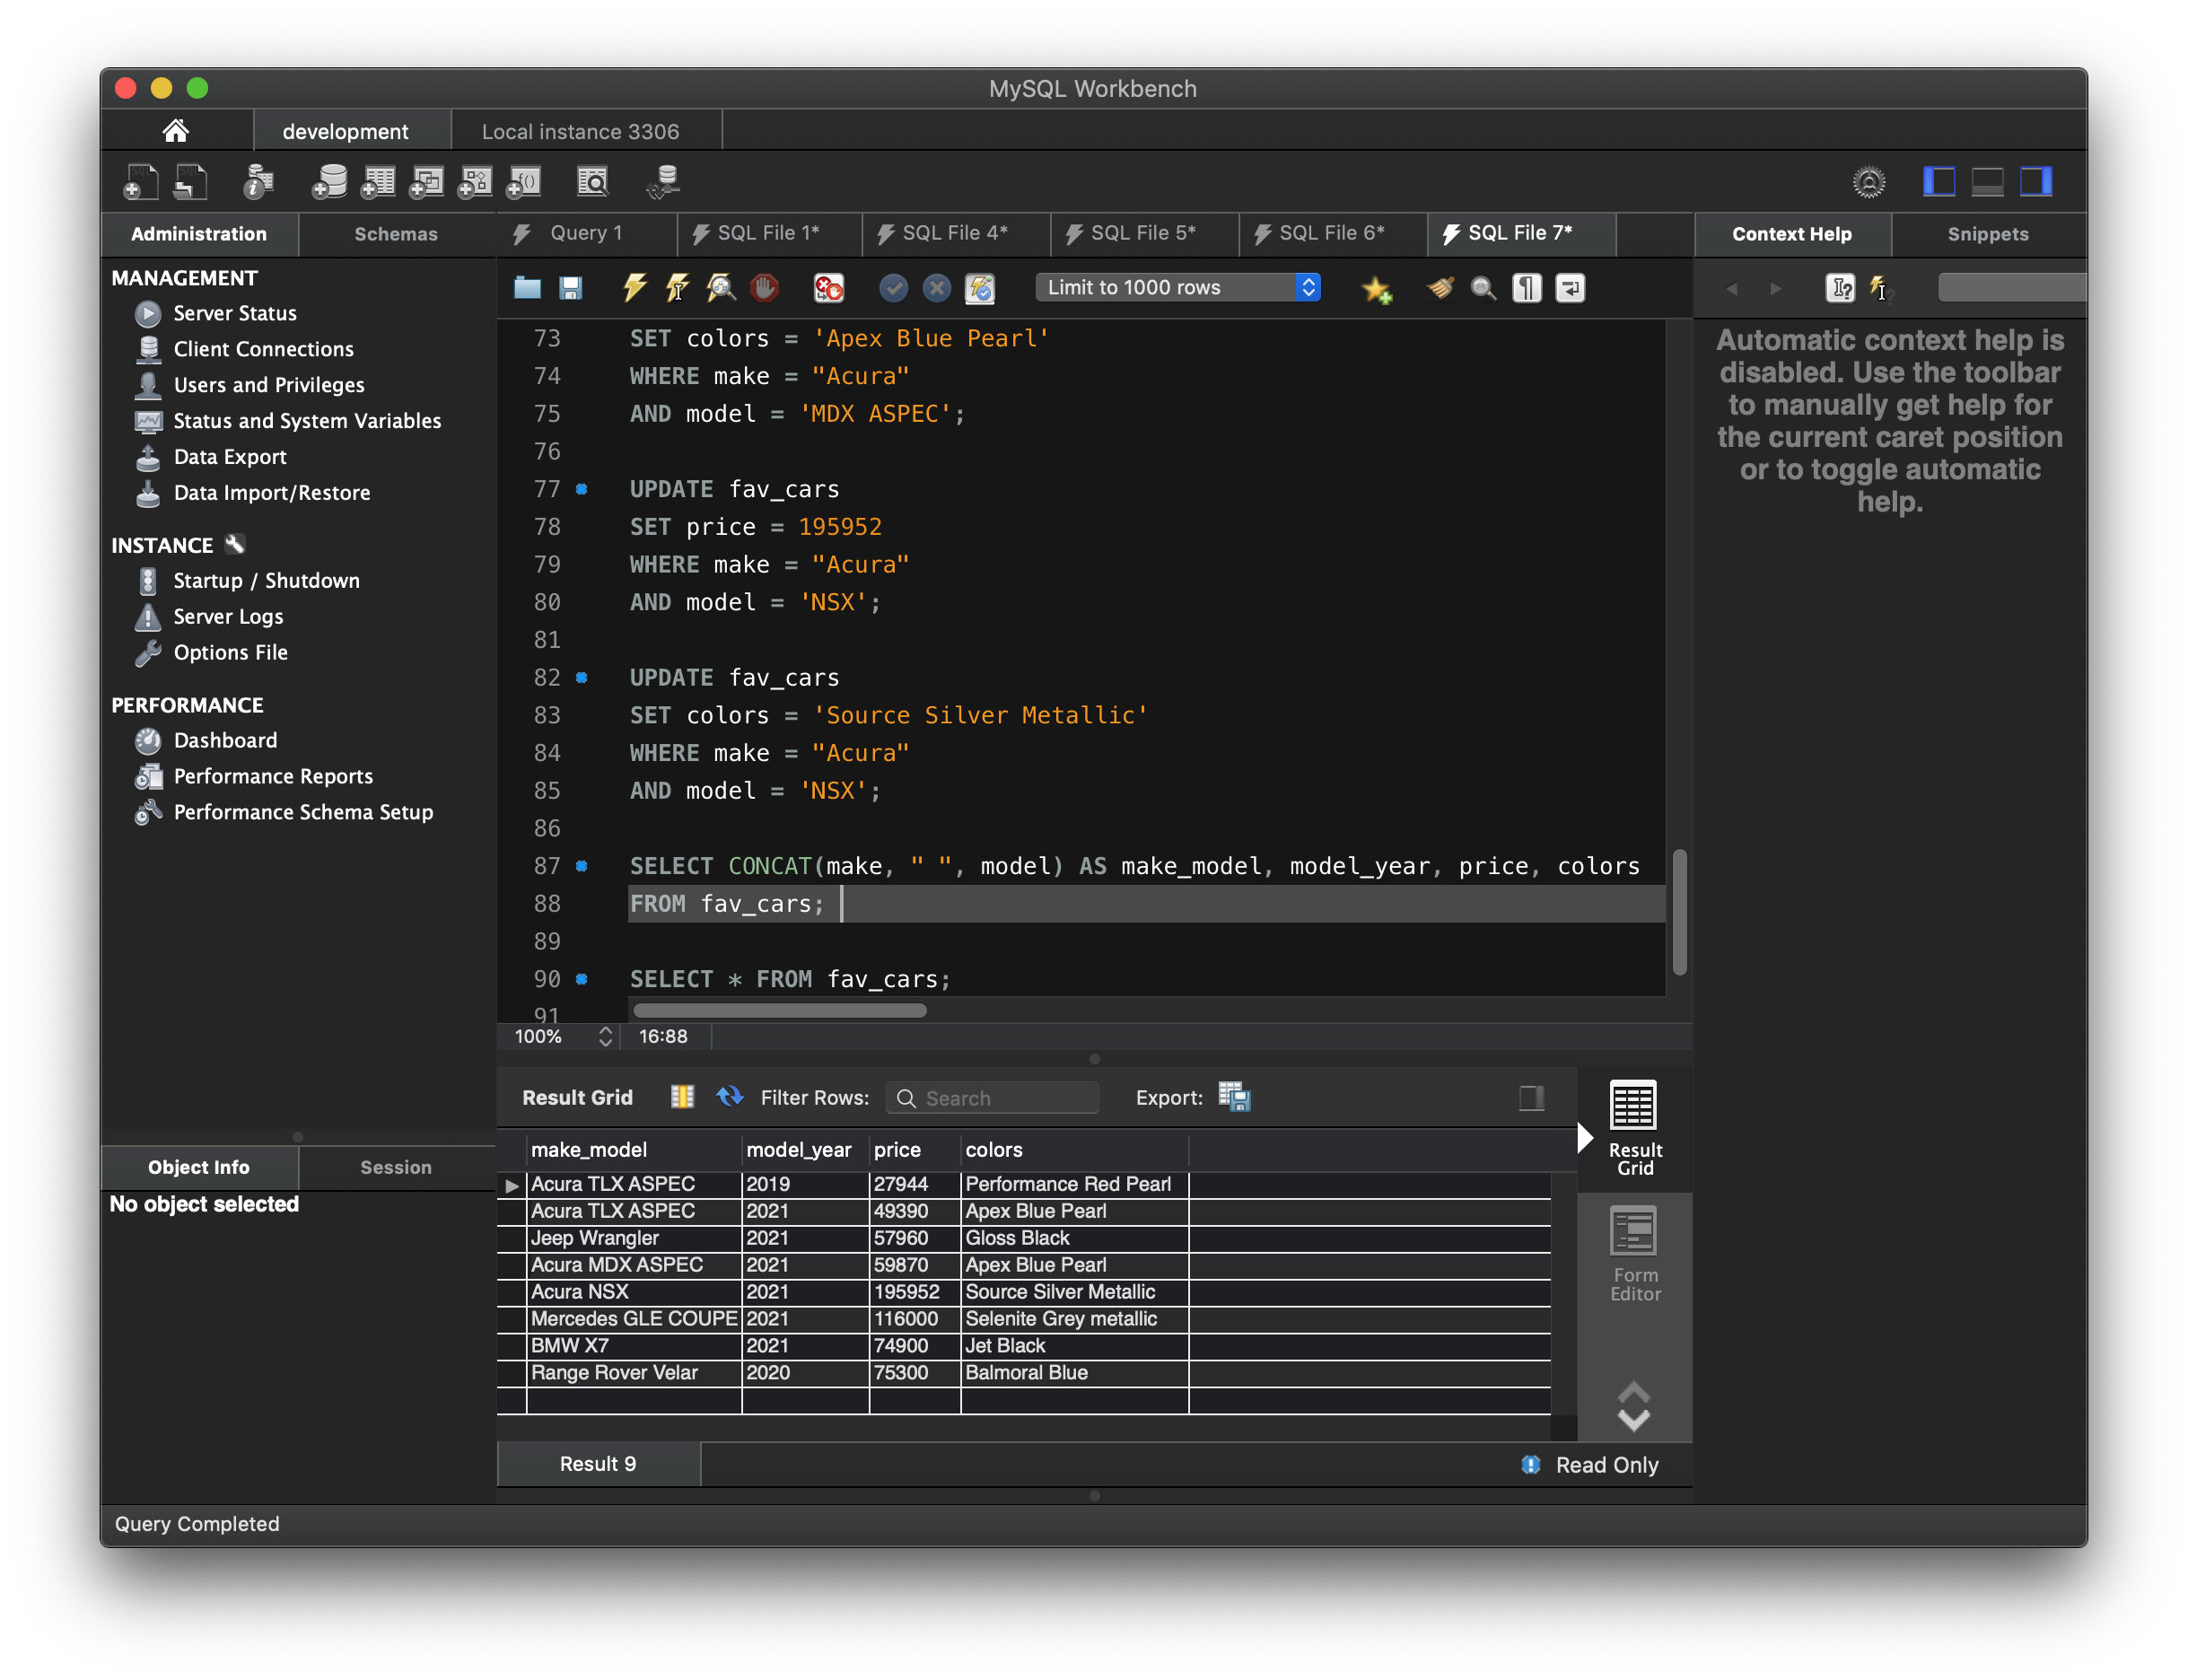 MySQL Workbench
development
Local instance 3306
Administration
Schemas
Query 1
SQL File 1*
SQL File 4*
SQL File 5*
SQL File 6*
SQL File 7*
Context Help
Snippets
MANAGEMENT
Server Status
Client Connections
Users and Privileges
Status and System Variables
Data Export
Data Import/Restore
INSTANCE
Startup / Shutdown
Server Logs
Options File
PERFORMANCE
Dashboard
Performance Reports
Performance Schema Setup
Object Info
Session
No object selected
Limit to 1000 rows
73 SET colors = 'Apex Blue Pearl'
74 WHERE make = "Acura"
75 AND model = 'MDX ASPEC';
76
77 UPDATE fav_cars
78 SET price = 195952
79 WHERE make = "Acura"
80 AND model = 'NSX';
81
82 UPDATE fav_cars
83 SET colors = 'Source Silver Metallic'
84 WHERE make = "Acura"
85 AND model = 'NSX';
86
87 SELECT CONCAT(make, " ", model) AS make_model, model_year, price, colors
88 FROM fav_cars;
89
90 SELECT * FROM fav_cars;
91
100% 16:88
Automatic context help is
disabled. Use the toolbar
to manually get help for
the current caret position
or to toggle automatic
help.
Result Grid Filter Rows: Search Export:
make_model model_year price colors
Acura TLX ASPEC 2019 27944 Performance Red Pearl
Acura TLX ASPEC 2021 49390 Apex Blue Pearl
Jeep Wrangler 2021 57960 Gloss Black
Acura MDX ASPEC 2021 59870 Apex Blue Pearl
Acura NSX 2021 195952 Source Silver Metallic
Mercedes GLE COUPE 2021 116000 Selenite Grey metallic
BMW X7 2021 74900 Jet Black
Range Rover Velar 2020 75300 Balmoral Blue
Result
Grid
Form
Editor
Result 9
Read Only
Query Completed